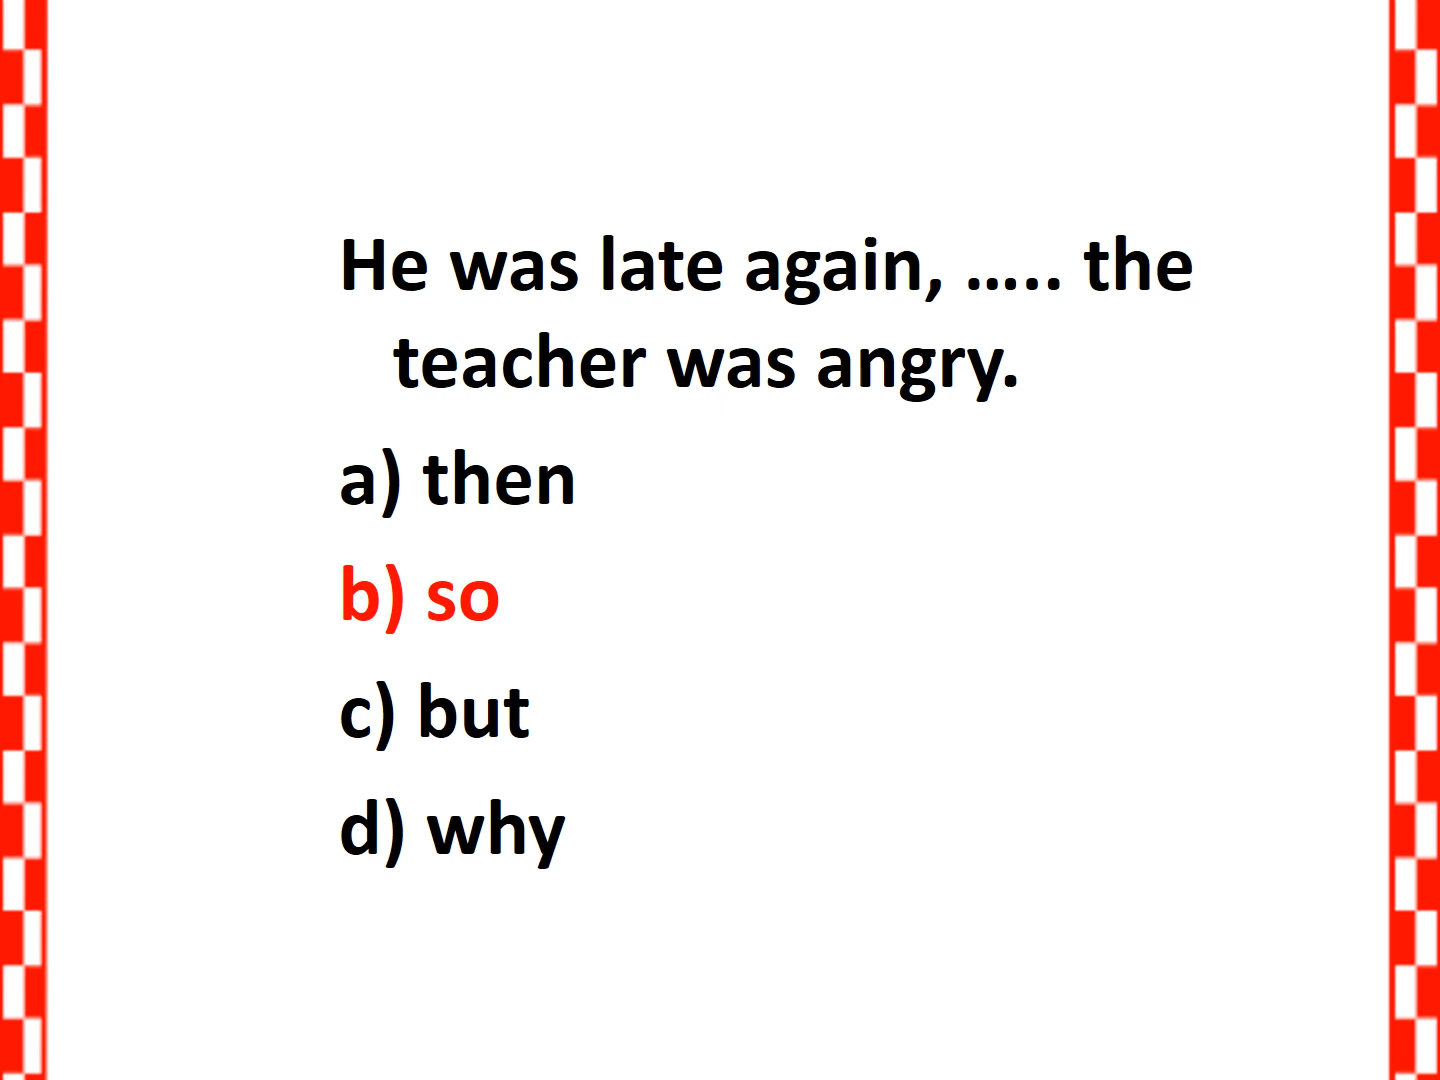 He was late again, ….. the
teacher was angry.
a) then
b) so
c) but
d) why